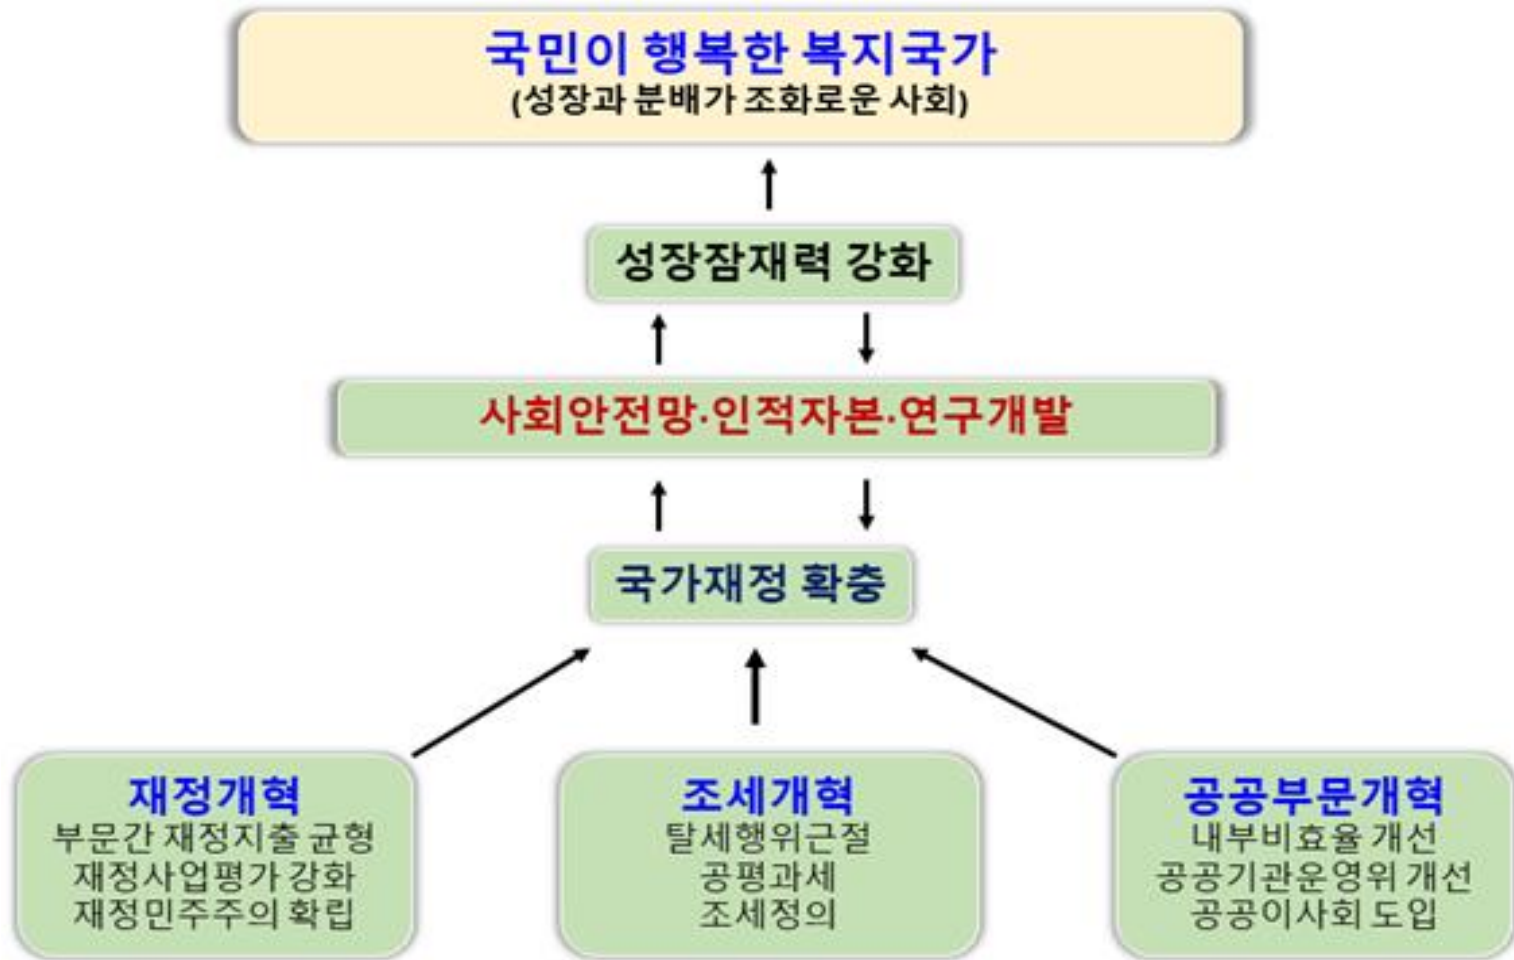 국민이 행복한 복지국가
(성장과 분배가 조화로운 사회)
성장잠재력 강화
사회안전망·인적자본·연구개발
국가재정 확충
재정개혁
부문간 재정지출 균형
재정사업평가 강화
재정민주주의 확립
조세개혁
탈세행위근절
공평과세
조세정의
공공부문개혁
내부비효율 개선
공공기관운영위 개선
공공이사회 도입